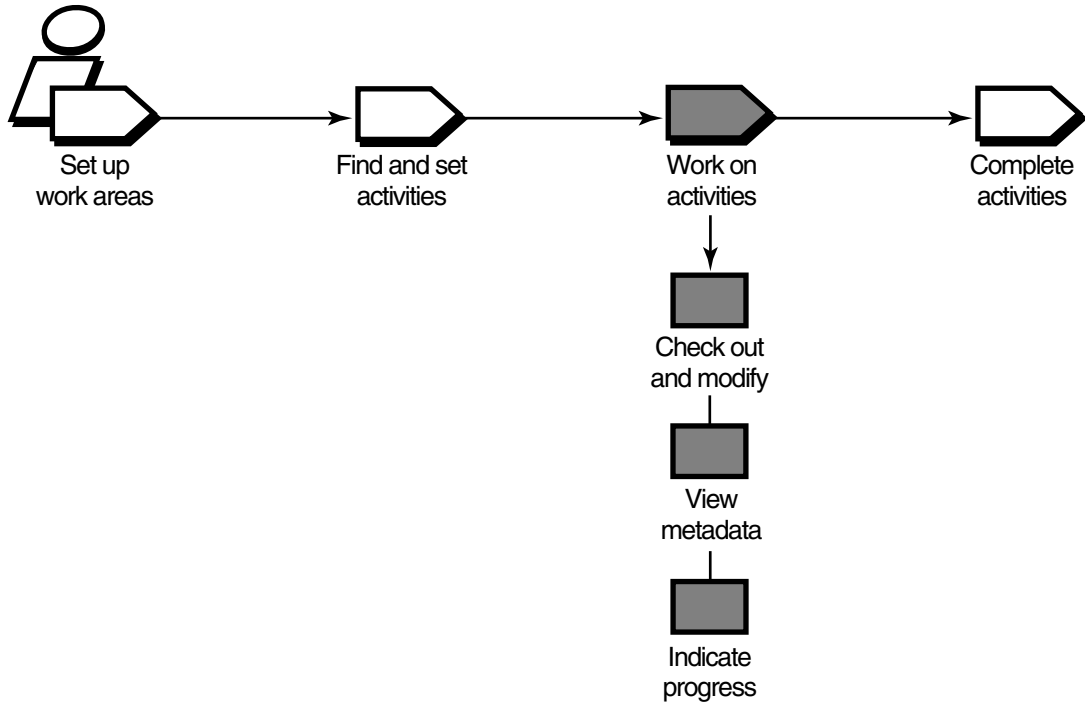 Set up
work areas
Find and set
activities
Work on
activities
Complete
activities
Check out
and modify
View
metadata
Indicate
progress